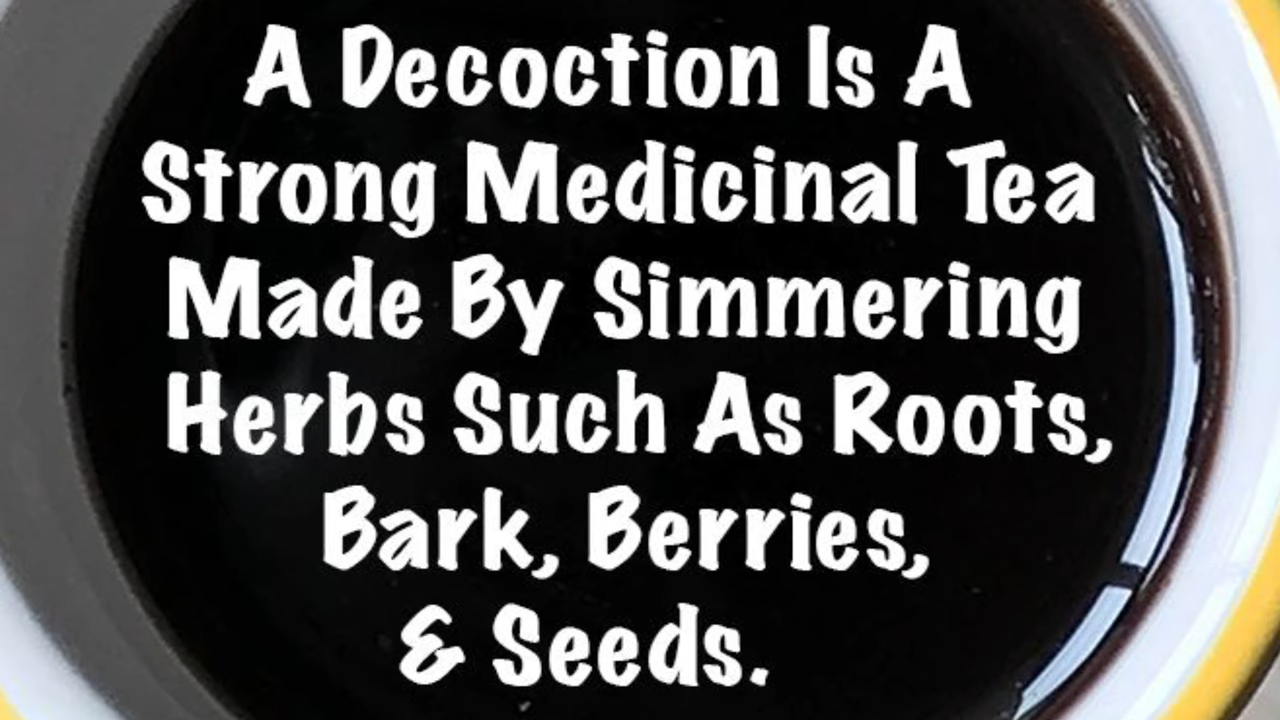 A Decoction Is A
Strong Medicinal Tea
Made By Simmering
Herbs Such As Roots,
Bark, Berries,
& Seeds.